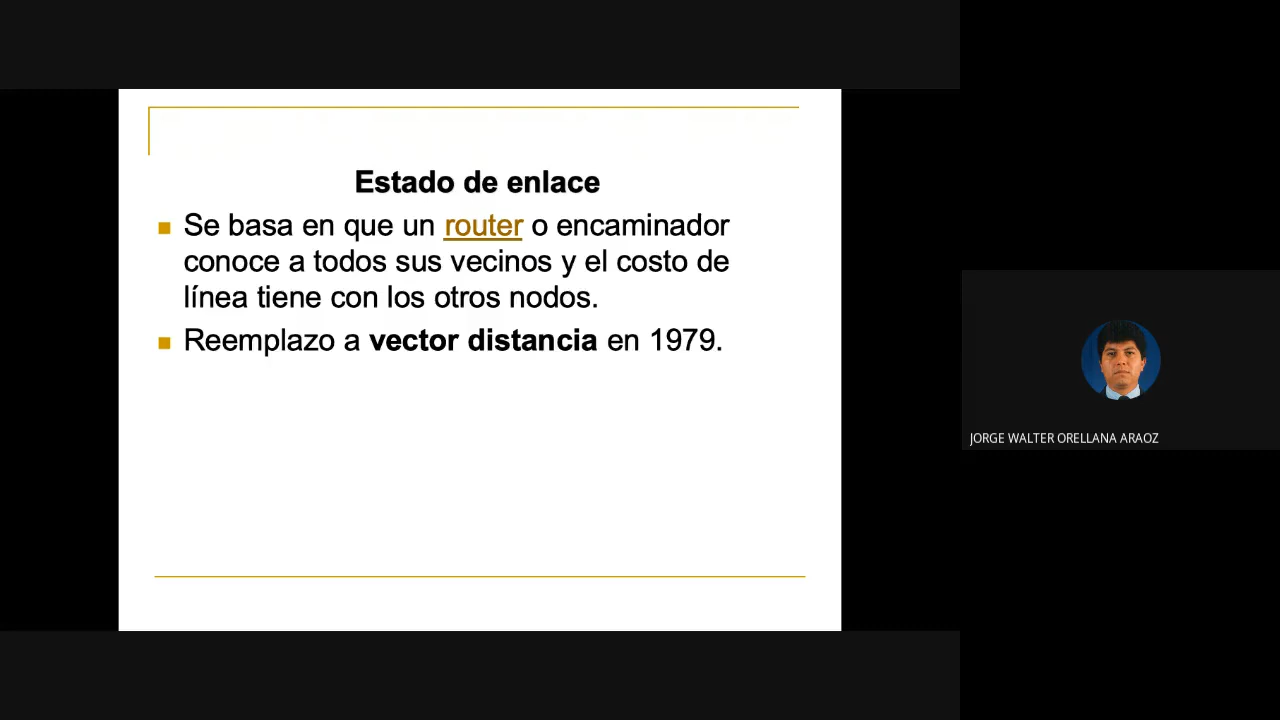 Estado de enlace
Se basa en que un router o encaminador
conoce a todos sus vecinos y el costo de
línea tiene con los otros nodos.
Reemplazo a vector distancia en 1979.
JORGE WALTER ORELLANA ARAOZ